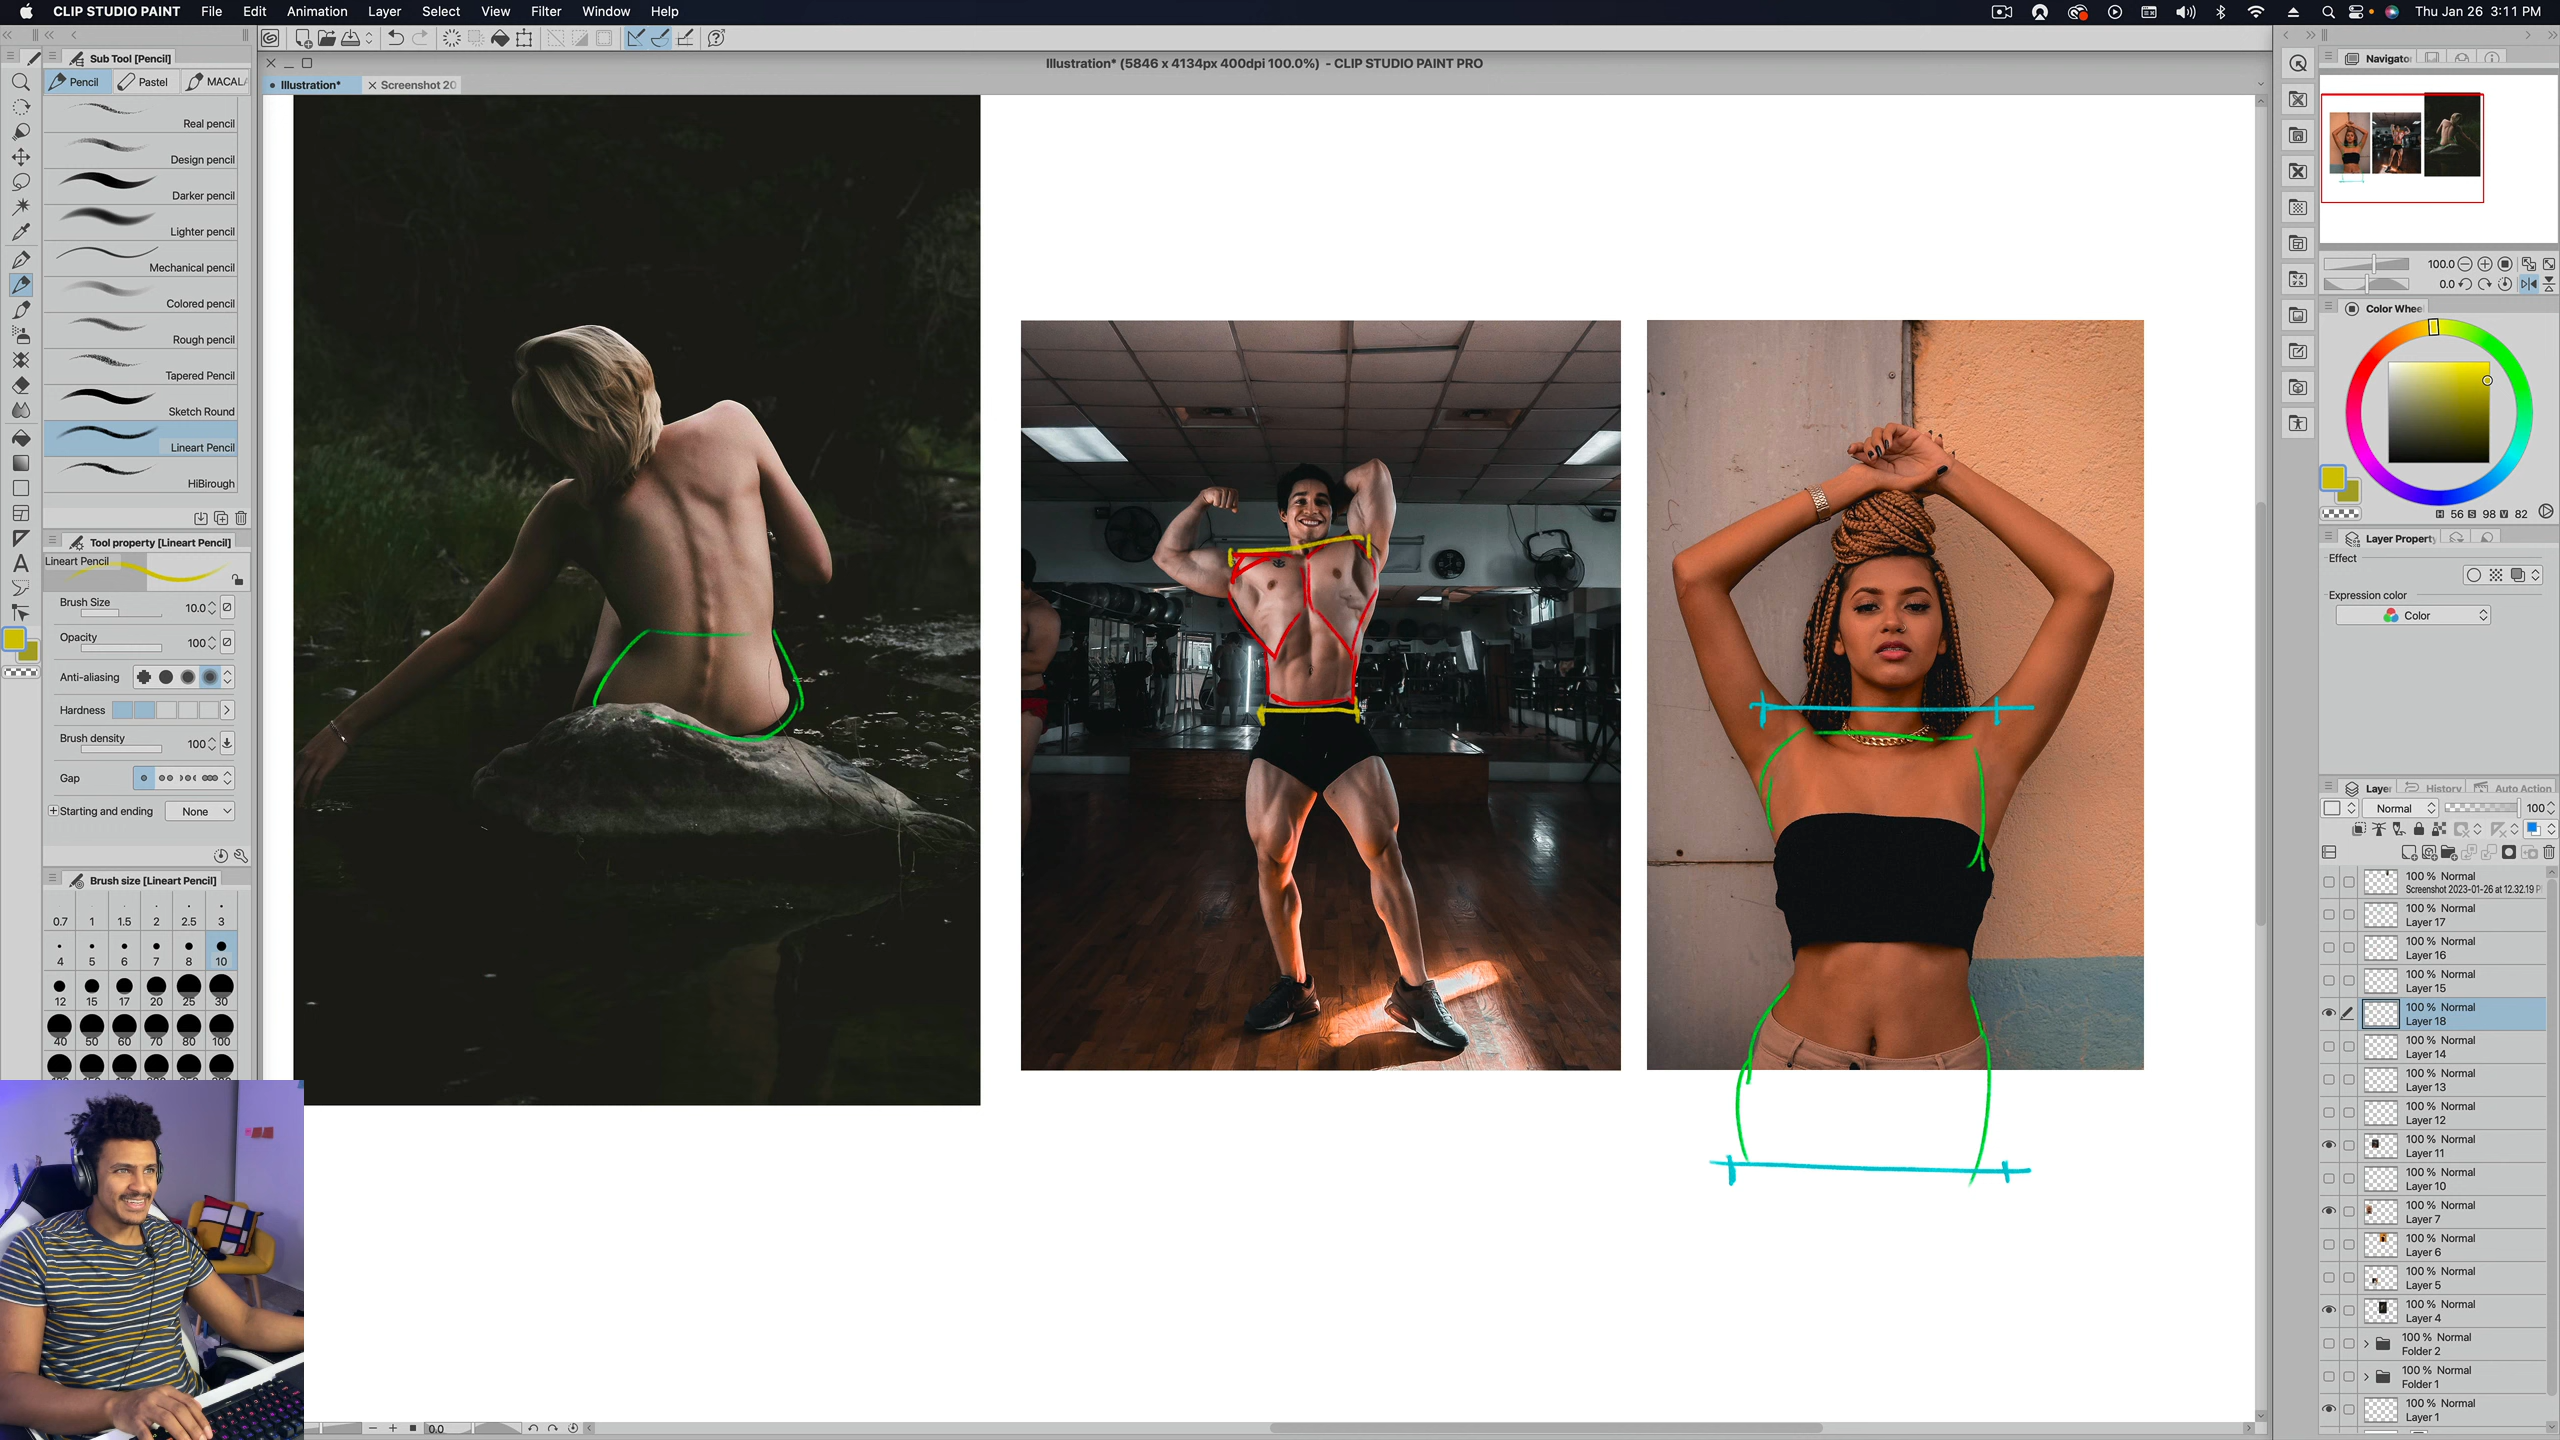 CLIP STUDIO PAINT File Edit Animation Layer Select View Filter Window Help Thu Jan 26 3:11 PM
Sub Tool [Pencil]
Pencil Pastel MACALA
Real pencil
Design pencil
Darker pencil
Lighter pencil
Mechanical pencil
Colored pencil
Rough pencil
Tapered Pencil
Sketch Round
Lineart Pencil
HiBirough
Tool property [Lineart Pencil]
Lineart Pencil
Brush Size 10.0
Opacity 100
Anti-aliasing
Hardness
Brush density 100
Gap
Starting and ending None
Brush size [Lineart Pencil]
0.7 1 1.5 2 2.5 3
4 5 6 7 8 10
12 15 17 20 25 30
40 50 60 70 80 100
Illustration* (5846 x 4134px 400dpi 100.0%) - CLIP STUDIO PAINT PRO
Illustration* Screenshot 20
0.0
Navigator
100.0
0.0
Color Whee
H 56 S 98 V 82
Layer Property
Effect
Expression color
Color
Layer History Auto Action
Normal 100
100 % Normal
Screenshot 2023-01-26 at 12.32.19 P
100 % Normal
Layer 17
100 % Normal
Layer 16
100 % Normal
Layer 15
100 % Normal
Layer 18
100 % Normal
Layer 14
100 % Normal
Layer 13
100 % Normal
Layer 12
100 % Normal
Layer 11
100 % Normal
Layer 10
100 % Normal
Layer 7
100 % Normal
Layer 6
100 % Normal
Layer 5
100 % Normal
Layer 4
100 % Normal
Folder 2
100 % Normal
Folder 1
100 % Normal
Layer 1